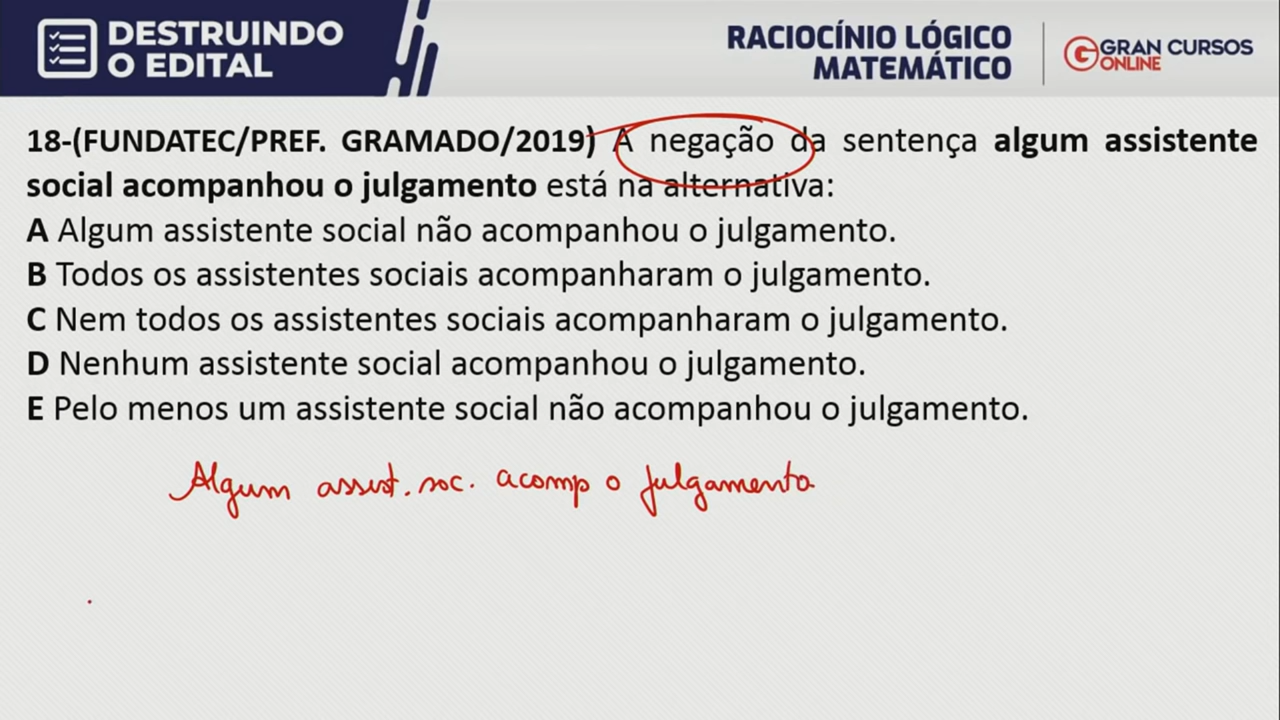 DESTRUINDO
O EDITAL
RACIOCÍNIO LÓGICO
MATEMÁTICO
GRAN CURSOS
ONLINE
18-(FUNDATEC/PREF. GRAMADO/2019) A negação da sentença algum assistente
social acompanhou o julgamento está na alternativa:
A Algum assistente social não acompanhou o julgamento.
B Todos os assistentes sociais acompanharam o julgamento.
C Nem todos os assistentes sociais acompanharam o julgamento.
D Nenhum assistente social acompanhou o julgamento.
E Pelo menos um assistente social não acompanhou o julgamento.
Algum assist. soc. acomp o julgamento